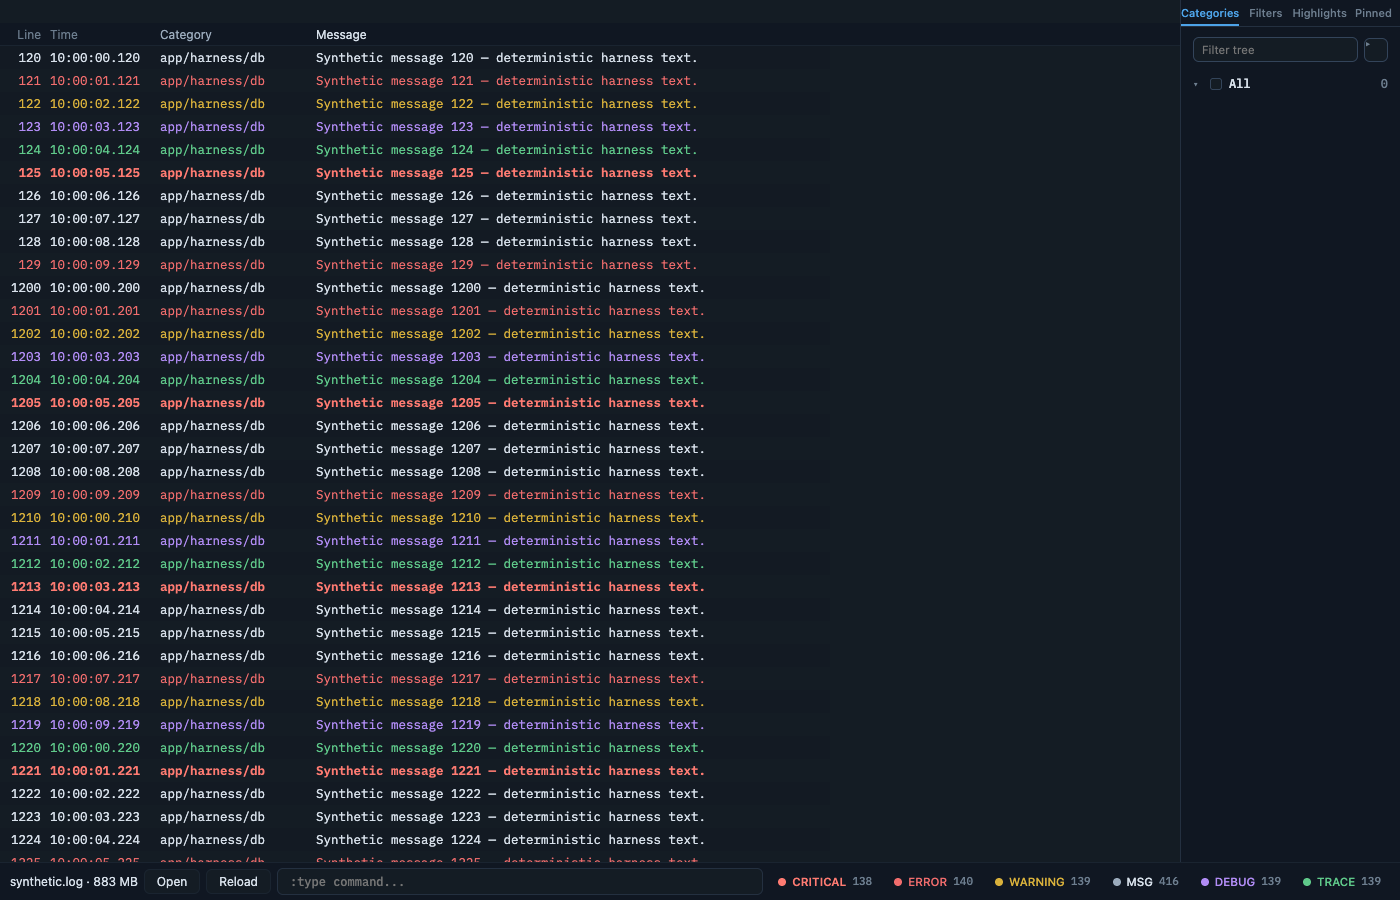 Categories Filters Highlights Pinned
Line Time Category Message
Filter tree
All 0
120 10:00:00.120 app/harness/db Synthetic message 120 — deterministic harness text.
121 10:00:01.121 app/harness/db Synthetic message 121 — deterministic harness text.
122 10:00:02.122 app/harness/db Synthetic message 122 — deterministic harness text.
123 10:00:03.123 app/harness/db Synthetic message 123 — deterministic harness text.
124 10:00:04.124 app/harness/db Synthetic message 124 — deterministic harness text.
125 10:00:05.125 app/harness/db Synthetic message 125 — deterministic harness text.
126 10:00:06.126 app/harness/db Synthetic message 126 — deterministic harness text.
127 10:00:07.127 app/harness/db Synthetic message 127 — deterministic harness text.
128 10:00:08.128 app/harness/db Synthetic message 128 — deterministic harness text.
129 10:00:09.129 app/harness/db Synthetic message 129 — deterministic harness text.
1200 10:00:00.200 app/harness/db Synthetic message 1200 — deterministic harness text.
1201 10:00:01.201 app/harness/db Synthetic message 1201 — deterministic harness text.
1202 10:00:02.202 app/harness/db Synthetic message 1202 — deterministic harness text.
1203 10:00:03.203 app/harness/db Synthetic message 1203 — deterministic harness text.
1204 10:00:04.204 app/harness/db Synthetic message 1204 — deterministic harness text.
1205 10:00:05.205 app/harness/db Synthetic message 1205 — deterministic harness text.
1206 10:00:06.206 app/harness/db Synthetic message 1206 — deterministic harness text.
1207 10:00:07.207 app/harness/db Synthetic message 1207 — deterministic harness text.
1208 10:00:08.208 app/harness/db Synthetic message 1208 — deterministic harness text.
1209 10:00:09.209 app/harness/db Synthetic message 1209 — deterministic harness text.
1210 10:00:00.210 app/harness/db Synthetic message 1210 — deterministic harness text.
1211 10:00:01.211 app/harness/db Synthetic message 1211 — deterministic harness text.
1212 10:00:02.212 app/harness/db Synthetic message 1212 — deterministic harness text.
1213 10:00:03.213 app/harness/db Synthetic message 1213 — deterministic harness text.
1214 10:00:04.214 app/harness/db Synthetic message 1214 — deterministic harness text.
1215 10:00:05.215 app/harness/db Synthetic message 1215 — deterministic harness text.
1216 10:00:06.216 app/harness/db Synthetic message 1216 — deterministic harness text.
1217 10:00:07.217 app/harness/db Synthetic message 1217 — deterministic harness text.
1218 10:00:08.218 app/harness/db Synthetic message 1218 — deterministic harness text.
1219 10:00:09.219 app/harness/db Synthetic message 1219 — deterministic harness text.
1220 10:00:00.220 app/harness/db Synthetic message 1220 — deterministic harness text.
1221 10:00:01.221 app/harness/db Synthetic message 1221 — deterministic harness text.
1222 10:00:02.222 app/harness/db Synthetic message 1222 — deterministic harness text.
1223 10:00:03.223 app/harness/db Synthetic message 1223 — deterministic harness text.
1224 10:00:04.224 app/harness/db Synthetic message 1224 — deterministic harness text.
synthetic.log · 883 MB Open Reload :type command... CRITICAL 138 ERROR 140 WARNING 139 MSG 416 DEBUG 139 TRACE 139